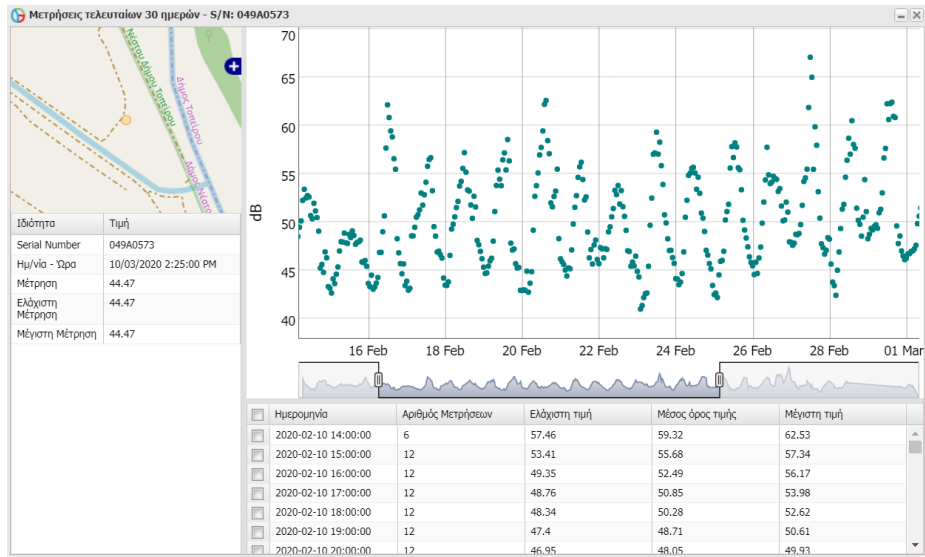 Μετρήσεις τελευταίων 30 ημερών - S/N: 049A0573
Νέστου Δήμου Τοπείρου
Δήμος Τοπείρου
Δήμος Νέστο
Ιδιότητα Τιμή
Serial Number 049A0573
Ημ/νία - Ώρα 10/03/2020 2:25:00 PM
Μέτρηση 44.47
Ελάχιστη
Μέτρηση 44.47
Μέγιστη Μέτρηση 44.47
dB
70
65
60
55
50
45
40
16 Feb 18 Feb 20 Feb 22 Feb 24 Feb 26 Feb 28 Feb 01 Mar
Ημερομηνία Αριθμός Μετρήσεων Ελάχιστη τιμή Μέσος όρος τιμής Μέγιστη τιμή
2020-02-10 14:00:00 6 57.46 59.32 62.53
2020-02-10 15:00:00 12 53.41 55.68 57.34
2020-02-10 16:00:00 12 49.35 52.49 56.17
2020-02-10 17:00:00 12 48.76 50.85 53.98
2020-02-10 18:00:00 12 48.34 50.28 52.62
2020-02-10 19:00:00 12 47.4 48.71 50.61
2020-02-10 20:00:00 12 46.95 48.05 49.93